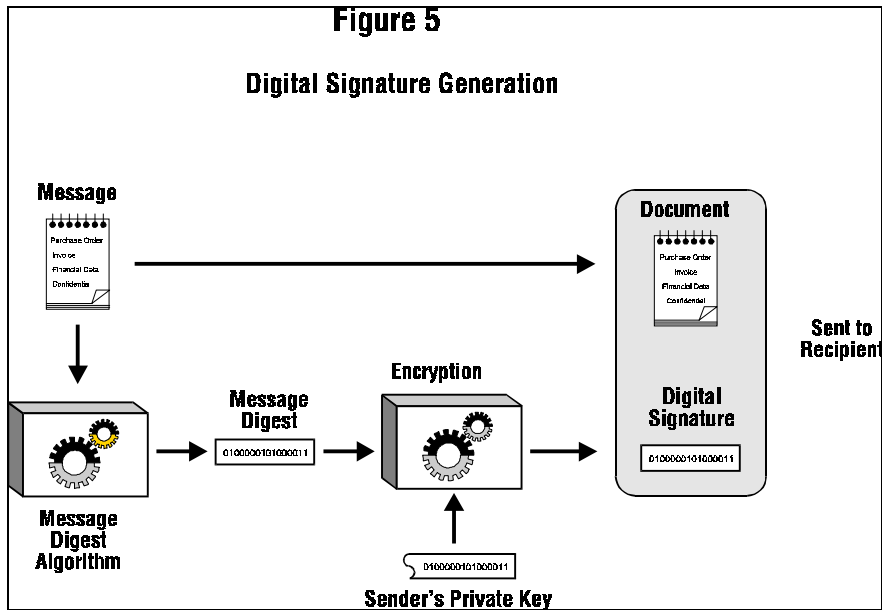 Figure 5
Digital Signature Generation
Message
Purchase Order
Invoice
Financial Data
Confidentia
Document
Purchase Order
Invoice
Financial Data
Confidential
Sent to
Recipient
Encryption
Message
Digest
0100000101000011
Digital
Signature
0100000101000011
Message
Digest
Algorithm
0100000101000011
Sender's Private Key